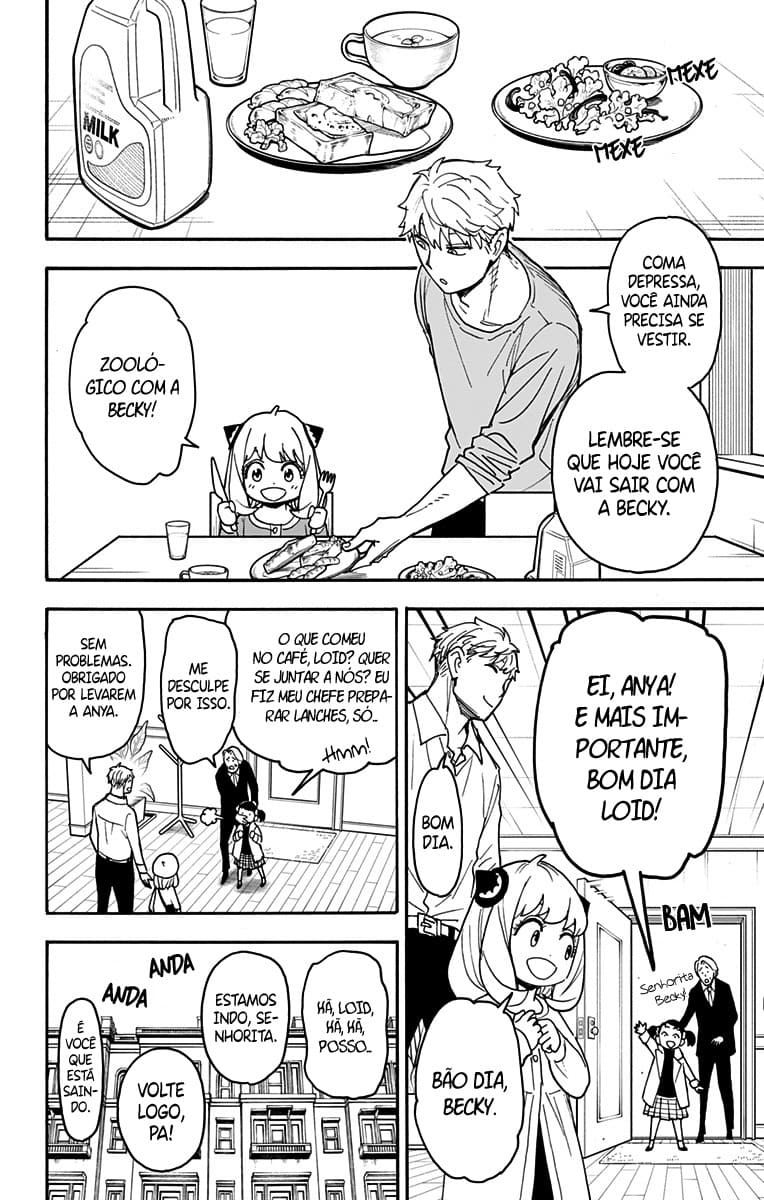 MILK
MEXE
MEXE
COMA
DEPRESSA,
VOCÊ AINDA
PRECISA SE
VESTIR.
LEMBRE-SE
QUE HOJE VOCÊ
VAI SAIR COM
A BECKY.
ZOOLÓ-
GICO COM A
BECKY!
EI, ANYA!
E MAIS IM-
PORTANTE,
BOM DIA
LOID!
BAM
Senhorita
Becky!
BOM
DIA.
BÃO DIA,
BECKY.
O QUE COMEU
NO CAFÉ, LOID? QUER
SE JUNTAR A NÓS? EU
FIZ MEU CHEFE PREPA-
RAR LANCHES, SÓ...
HMM!
ME
DESCULPE
POR ISSO.
SEM
PROBLEMAS.
OBRIGADO
POR LEVAREM
A ANYA.
HÃ, LOID,
HÃ, HÃ,
POSSO...
ESTAMOS
INDO, SE-
NHORITA.
ANDA
ANDA
VOLTE
LOGO,
PA!
É
VOCÊ
QUE
ESTÁ
SAIN-
DO.